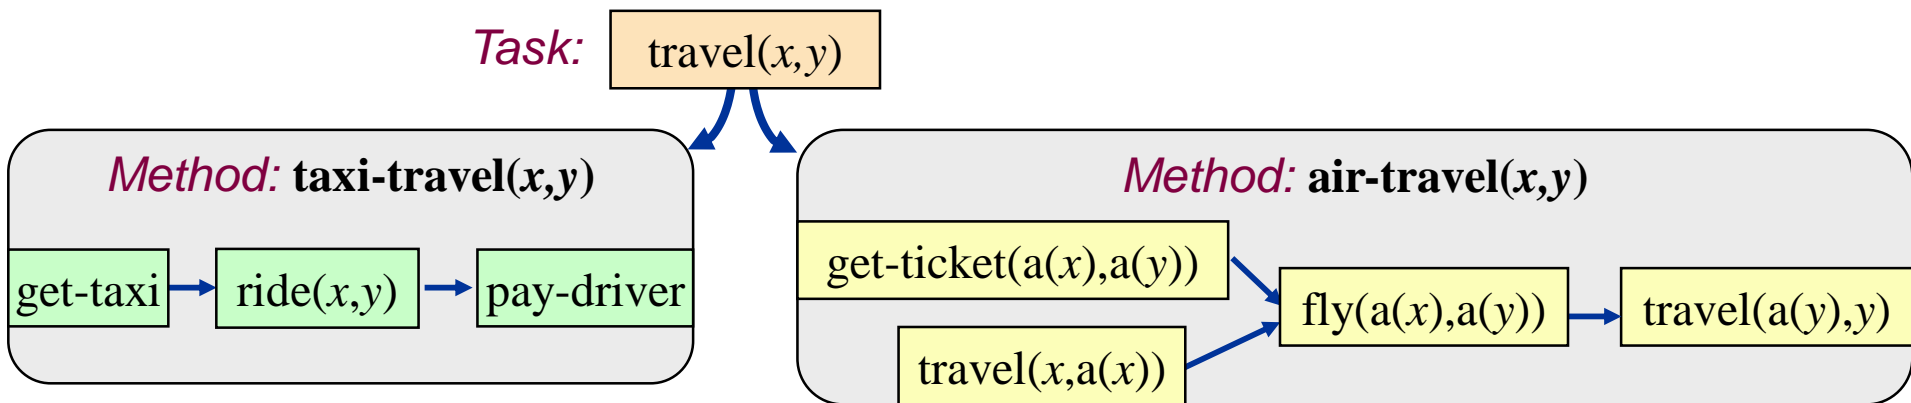 Task: travel(x,y)
Method: taxi-travel(x,y)
get-taxi
ride(x,y)
pay-driver
Method: air-travel(x,y)
get-ticket(a(x),a(y))
travel(x,a(x))
fly(a(x),a(y))
travel(a(y),y)